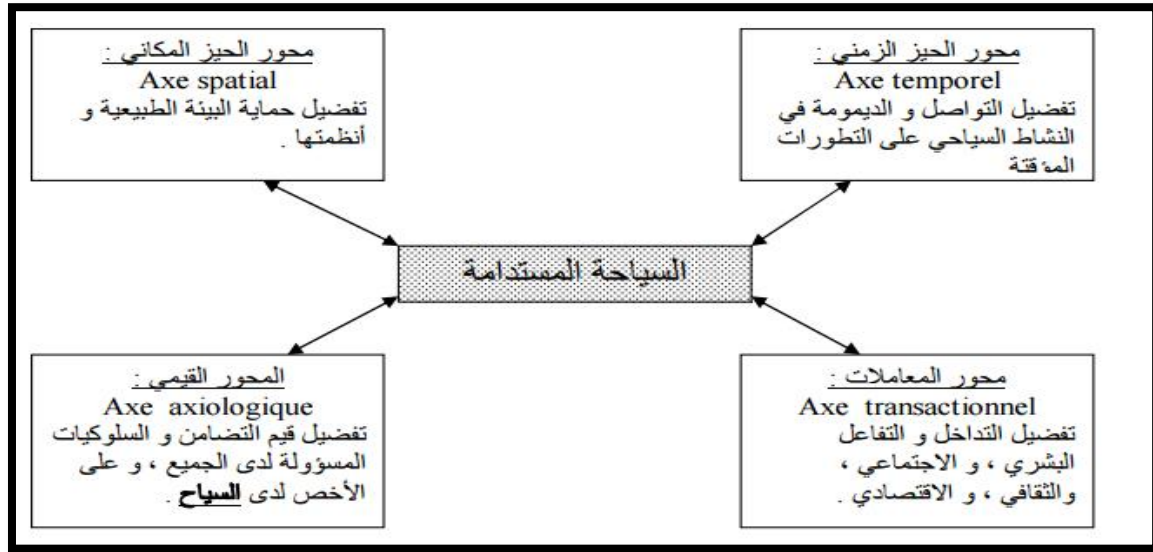 محور الحيز الزمني :
Axe temporel
تفضيل التواصل و الديمومة في
النشاط السياحي على التطورات
المؤقتة
محور الحيز المكاني :
Axe spatial
تفضيل حماية البيئة الطبيعية و
أنظمتها .
السياحة المستدامة
محور المعاملات :
Axe transactionnel
تفضيل التداخل و التفاعل
البشري ، و الاجتماعي ،
والثقافي ، و الاقتصادي .
المحور القيمي :
Axe axiologique
تفضيل قيم التضامن و السلوكيات
المسؤولة لدى الجميع ، و على
الأخص لدى السياح .